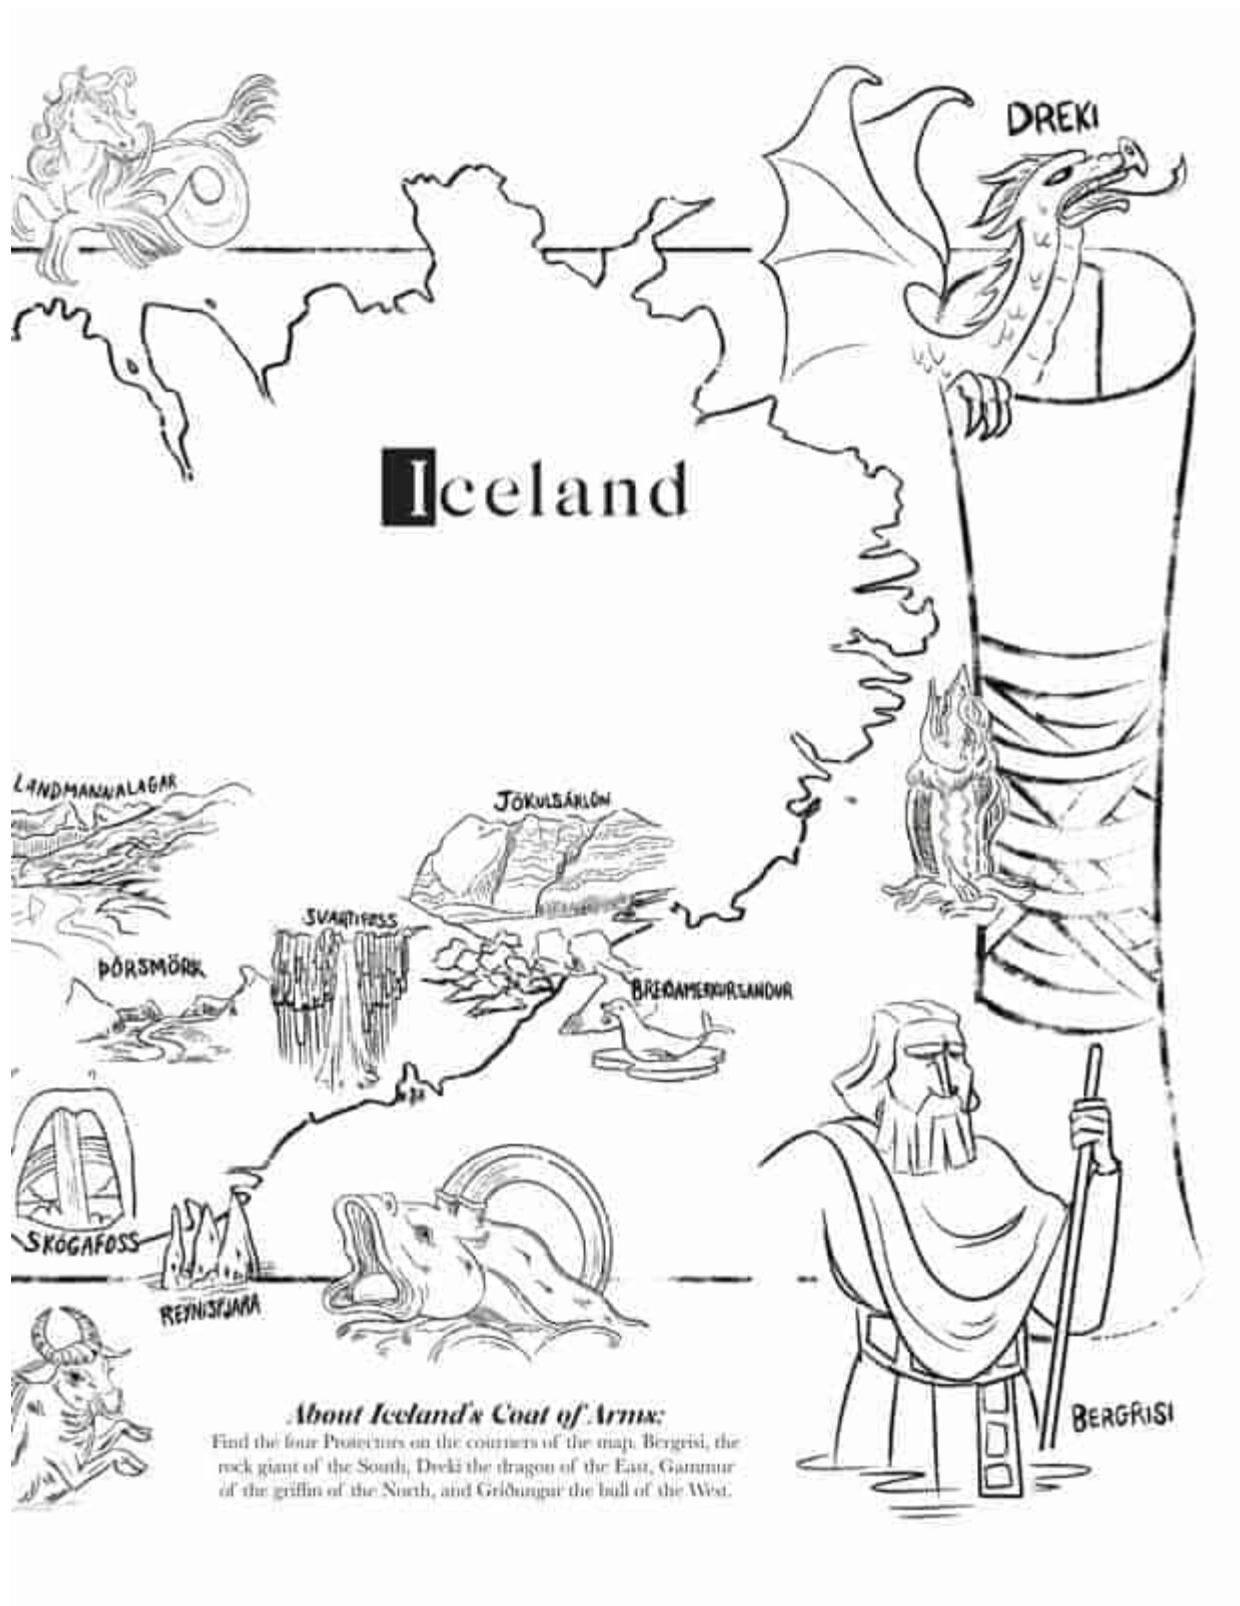 DREKI
Iceland
LANDMANNALAGAR
JÖKULSÁRLÓN
SVARTIFOSS
ÞÓRSMÖRK
BREIÐAMERKURSANDUR
SKÓGAFOSS
REYNISFJARA
About Iceland's Coat of Arms:
Find the four Protectors on the courners of the map. Bergrisi, the
rock giant of the South, Dreki the dragon of the East, Gammur
of the griffin of the North, and Griðungur the bull of the West.
BERGRISI